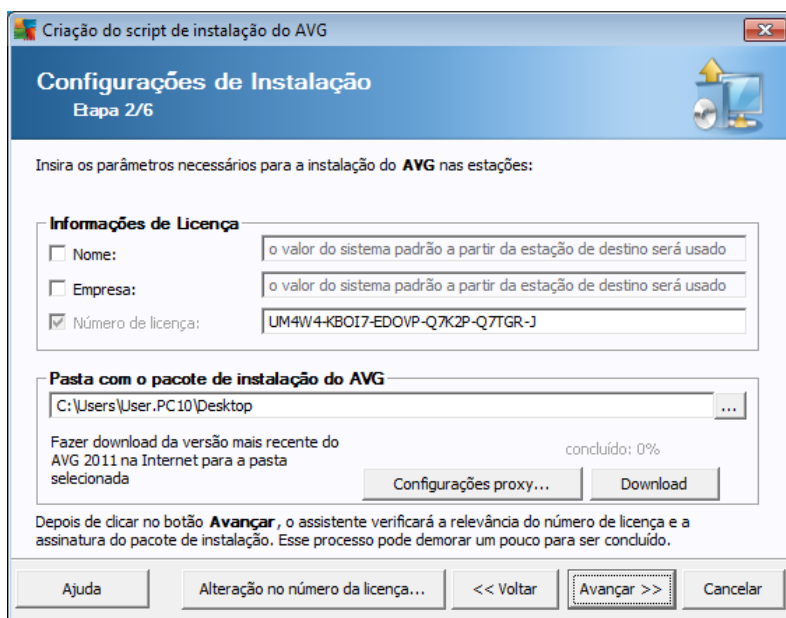 Criação do script de instalação do AVG
Configurações de Instalação
Etapa 2/6
Insira os parâmetros necessários para a instalação do AVG nas estações:
Informações de Licença
Nome: o valor do sistema padrão a partir da estação de destino será usado
Empresa: o valor do sistema padrão a partir da estação de destino será usado
Número de licença: UM4W4-KBOI7-EDOVP-Q7K2P-Q7TGR-J
Pasta com o pacote de instalação do AVG
C:\Users\User.PC10\Desktop ...
Fazer download da versão mais recente do
AVG 2011 na Internet para a pasta
selecionada
concluído: 0%
Configurações proxy... Download
Depois de clicar no botão Avançar, o assistente verificará a relevância do número de licença e a
assinatura do pacote de instalação. Esse processo pode demorar um pouco para ser concluído.
Ajuda Alteração no número da licença... << Voltar Avançar >> Cancelar